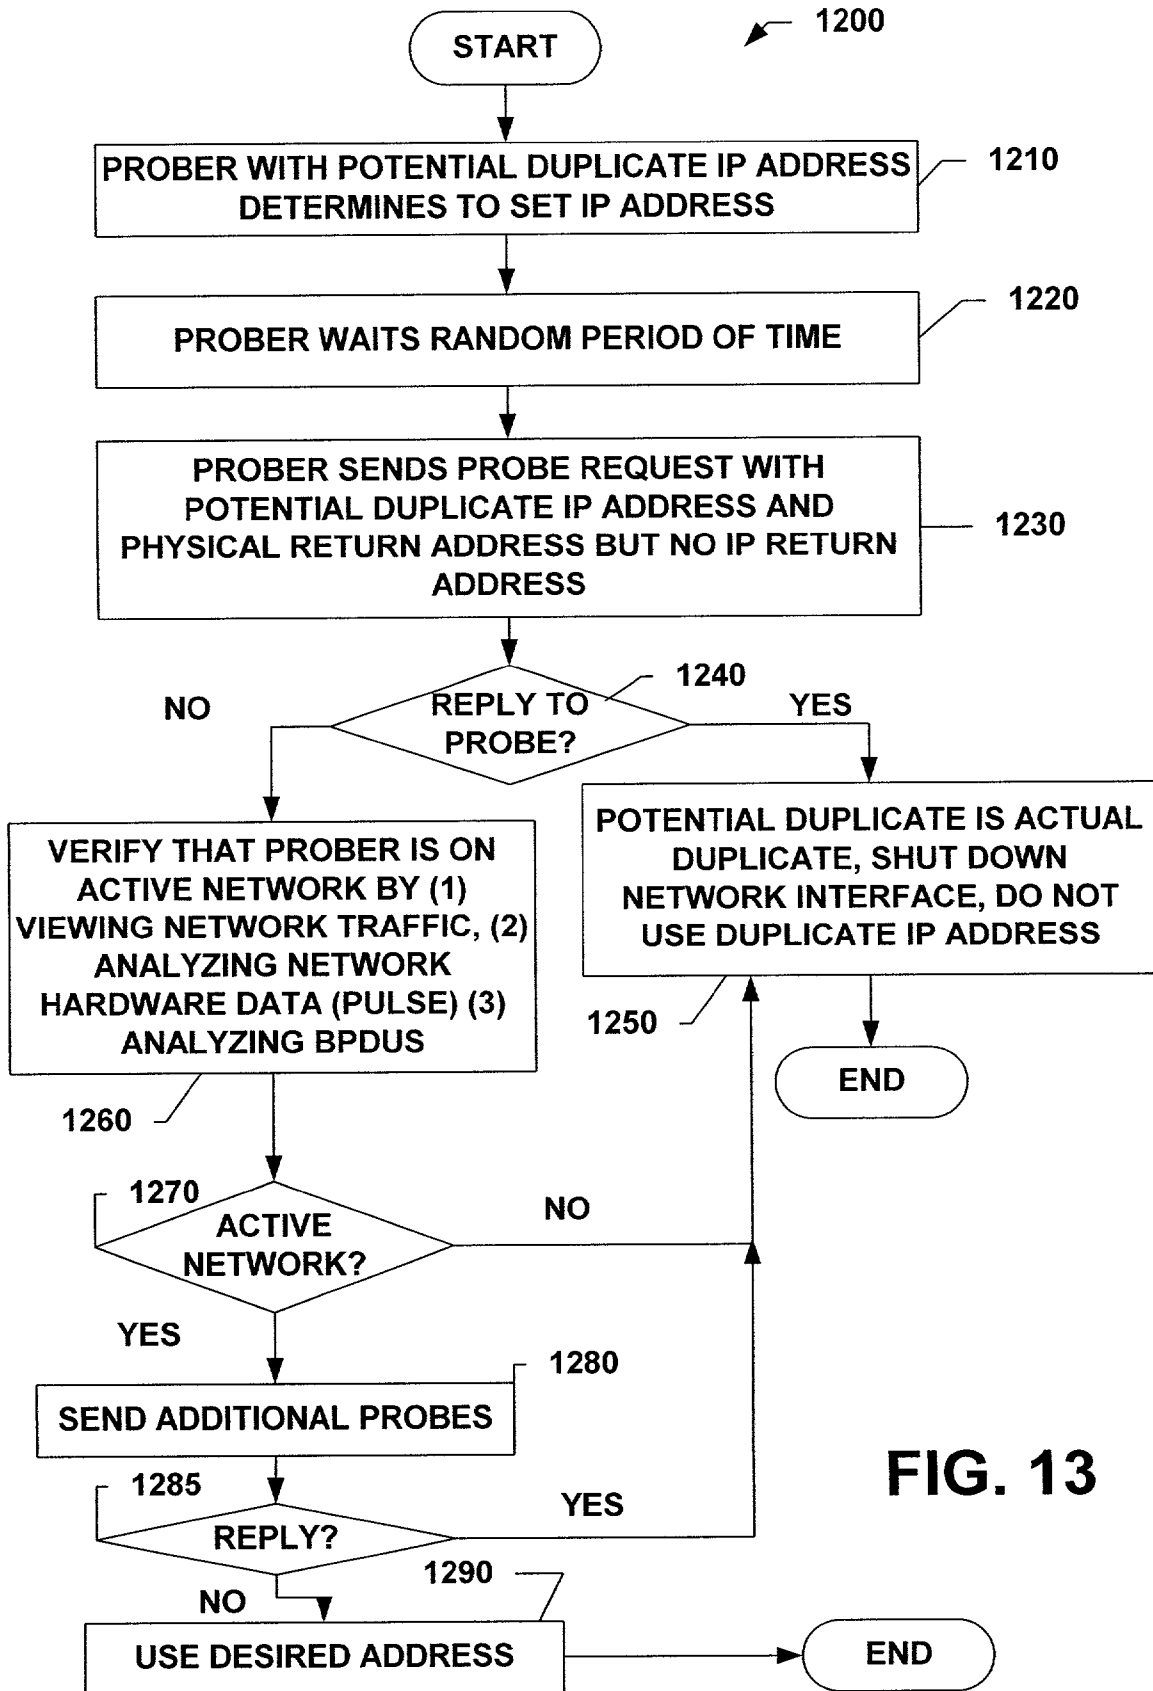 1200
START
PROBER WITH POTENTIAL DUPLICATE IP ADDRESS
DETERMINES TO SET IP ADDRESS
1210
PROBER WAITS RANDOM PERIOD OF TIME
1220
PROBER SENDS PROBE REQUEST WITH
POTENTIAL DUPLICATE IP ADDRESS AND
PHYSICAL RETURN ADDRESS BUT NO IP RETURN
ADDRESS
1230
1240
NO
REPLY TO
PROBE?
YES
VERIFY THAT PROBER IS ON
ACTIVE NETWORK BY (1)
VIEWING NETWORK TRAFFIC, (2)
ANALYZING NETWORK
HARDWARE DATA (PULSE) (3)
ANALYZING BPDUS
1260
POTENTIAL DUPLICATE IS ACTUAL
DUPLICATE, SHUT DOWN
NETWORK INTERFACE, DO NOT
USE DUPLICATE IP ADDRESS
1250
END
1270
ACTIVE
NETWORK?
NO
YES
1280
SEND ADDITIONAL PROBES
1285
REPLY?
YES
FIG. 13
NO
1290
USE DESIRED ADDRESS
END